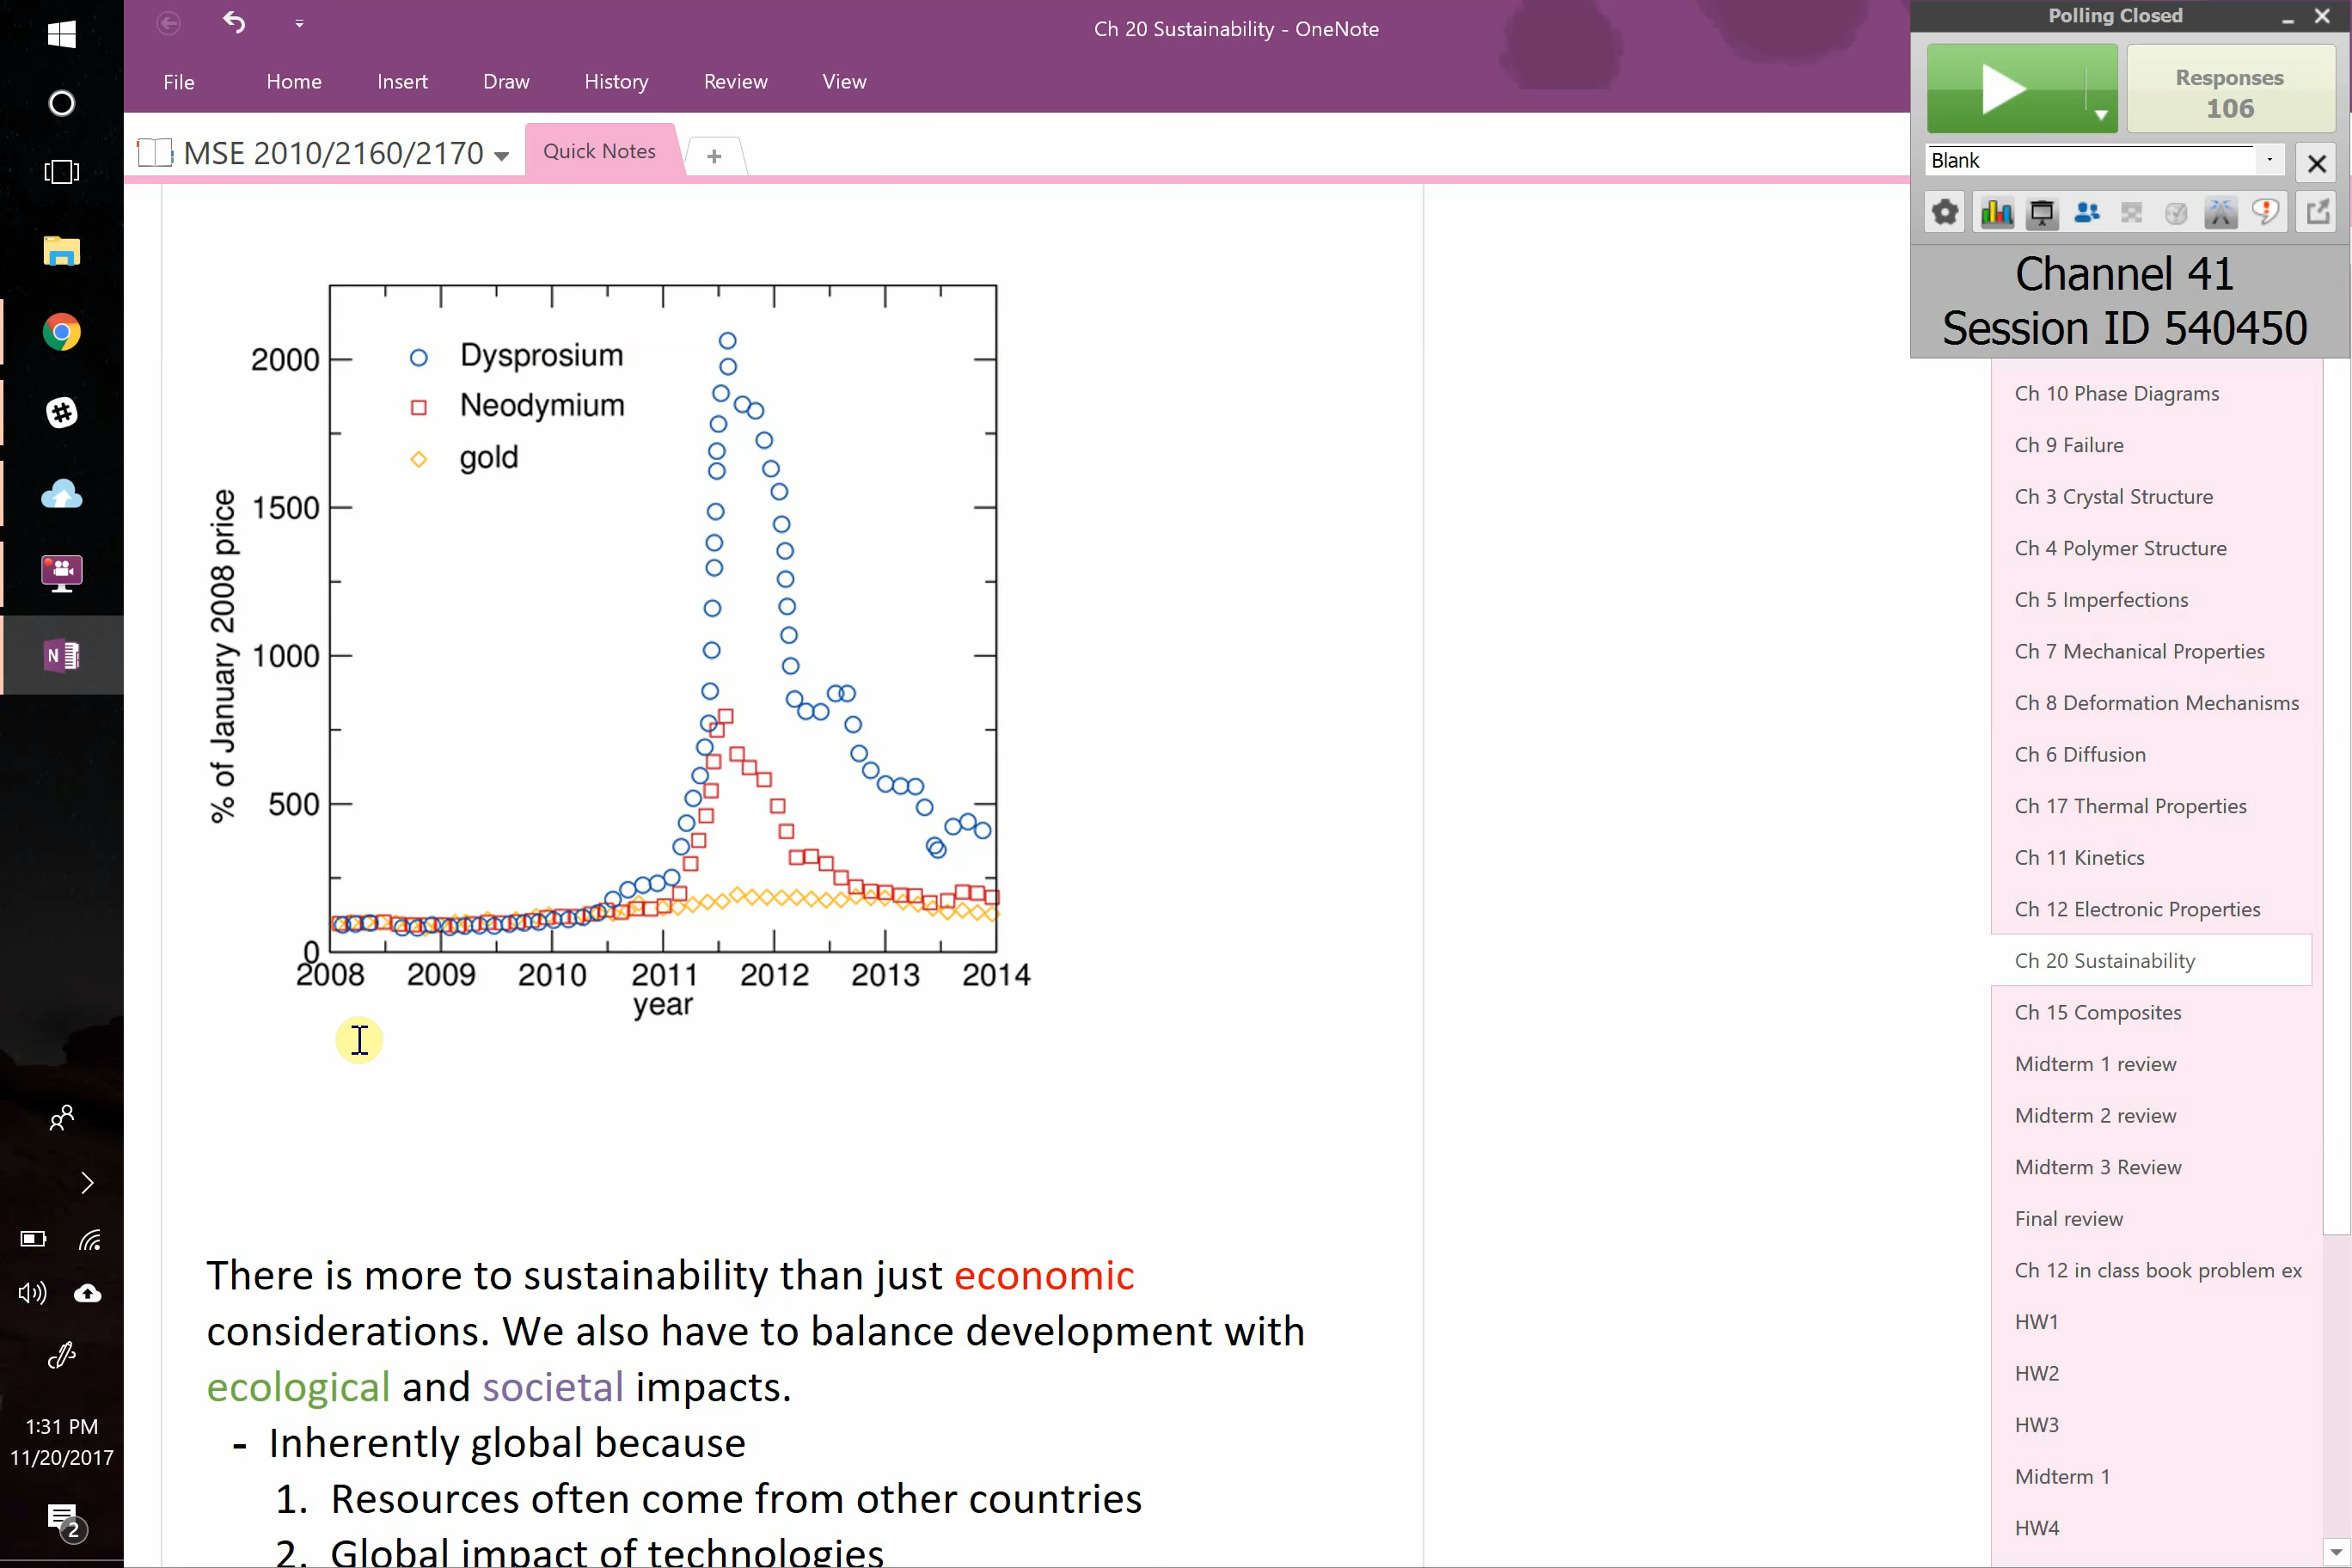 Ch 20 Sustainability - OneNote
File Home Insert Draw History Review View
MSE 2010/2160/2170
Quick Notes
+
Polling Closed
Responses
106
Blank
Channel 41
Session ID 540450
Dysprosium
Neodymium
gold
% of January 2008 price
2000
1500
1000
500
0
2008 2009 2010 2011 2012 2013 2014
year
There is more to sustainability than just economic
considerations. We also have to balance development with
ecological and societal impacts.
- Inherently global because
1. Resources often come from other countries
2. Global impact of technologies
Ch 10 Phase Diagrams
Ch 9 Failure
Ch 3 Crystal Structure
Ch 4 Polymer Structure
Ch 5 Imperfections
Ch 7 Mechanical Properties
Ch 8 Deformation Mechanisms
Ch 6 Diffusion
Ch 17 Thermal Properties
Ch 11 Kinetics
Ch 12 Electronic Properties
Ch 20 Sustainability
Ch 15 Composites
Midterm 1 review
Midterm 2 review
Midterm 3 Review
Final review
Ch 12 in class book problem ex
HW1
HW2
HW3
Midterm 1
HW4
N
1:31 PM
11/20/2017
2